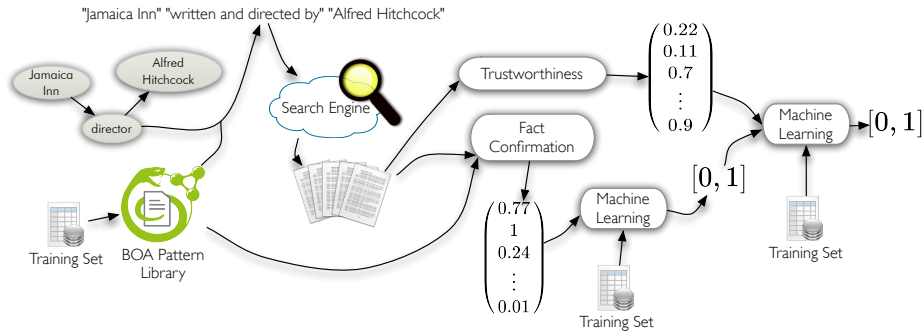 "Jamaica Inn" "written and directed by" "Alfred Hitchcock"
Jamaica
Inn
Alfred
Hitchcock
director
Search Engine
Trustworthiness
0.22
0.11
0.7
⋮
0.9
Fact
Confirmation
Machine
Learning
[0, 1]
Training Set
BOA Pattern
Library
Training Set
0.77
1
0.24
⋮
0.01
Machine
Learning
[0, 1]
Training Set